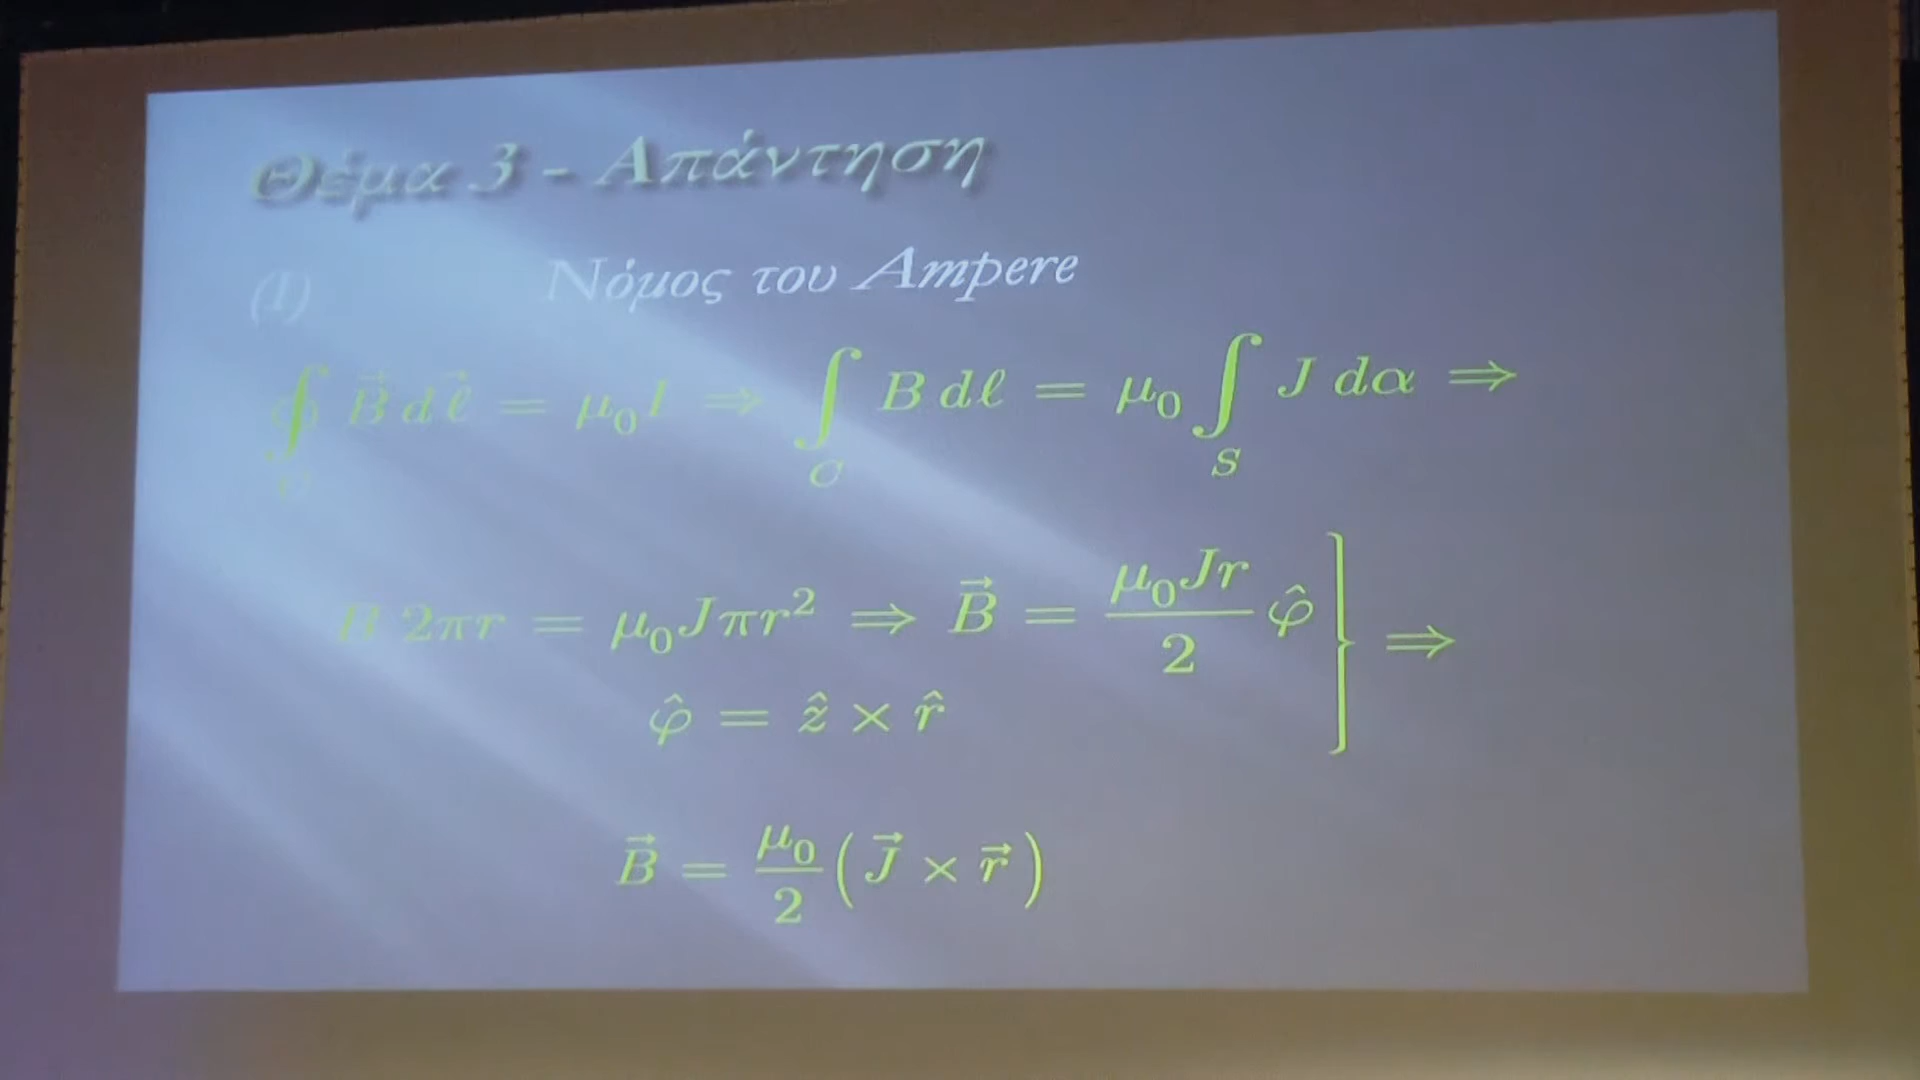 Θέμα 3 - Απάντηση
(1) Νόμος του Ampere
∮_C B⃗ dℓ⃗ = μ₀I ⇒ ∫_C B dℓ = μ₀ ∫_S J dα ⇒
B 2πr = μ₀Jπr² ⇒ B⃗ = μ₀Jr/2 φ̂ } ⇒
φ̂ = ẑ × r̂
B⃗ = μ₀/2 (J⃗ × r⃗)